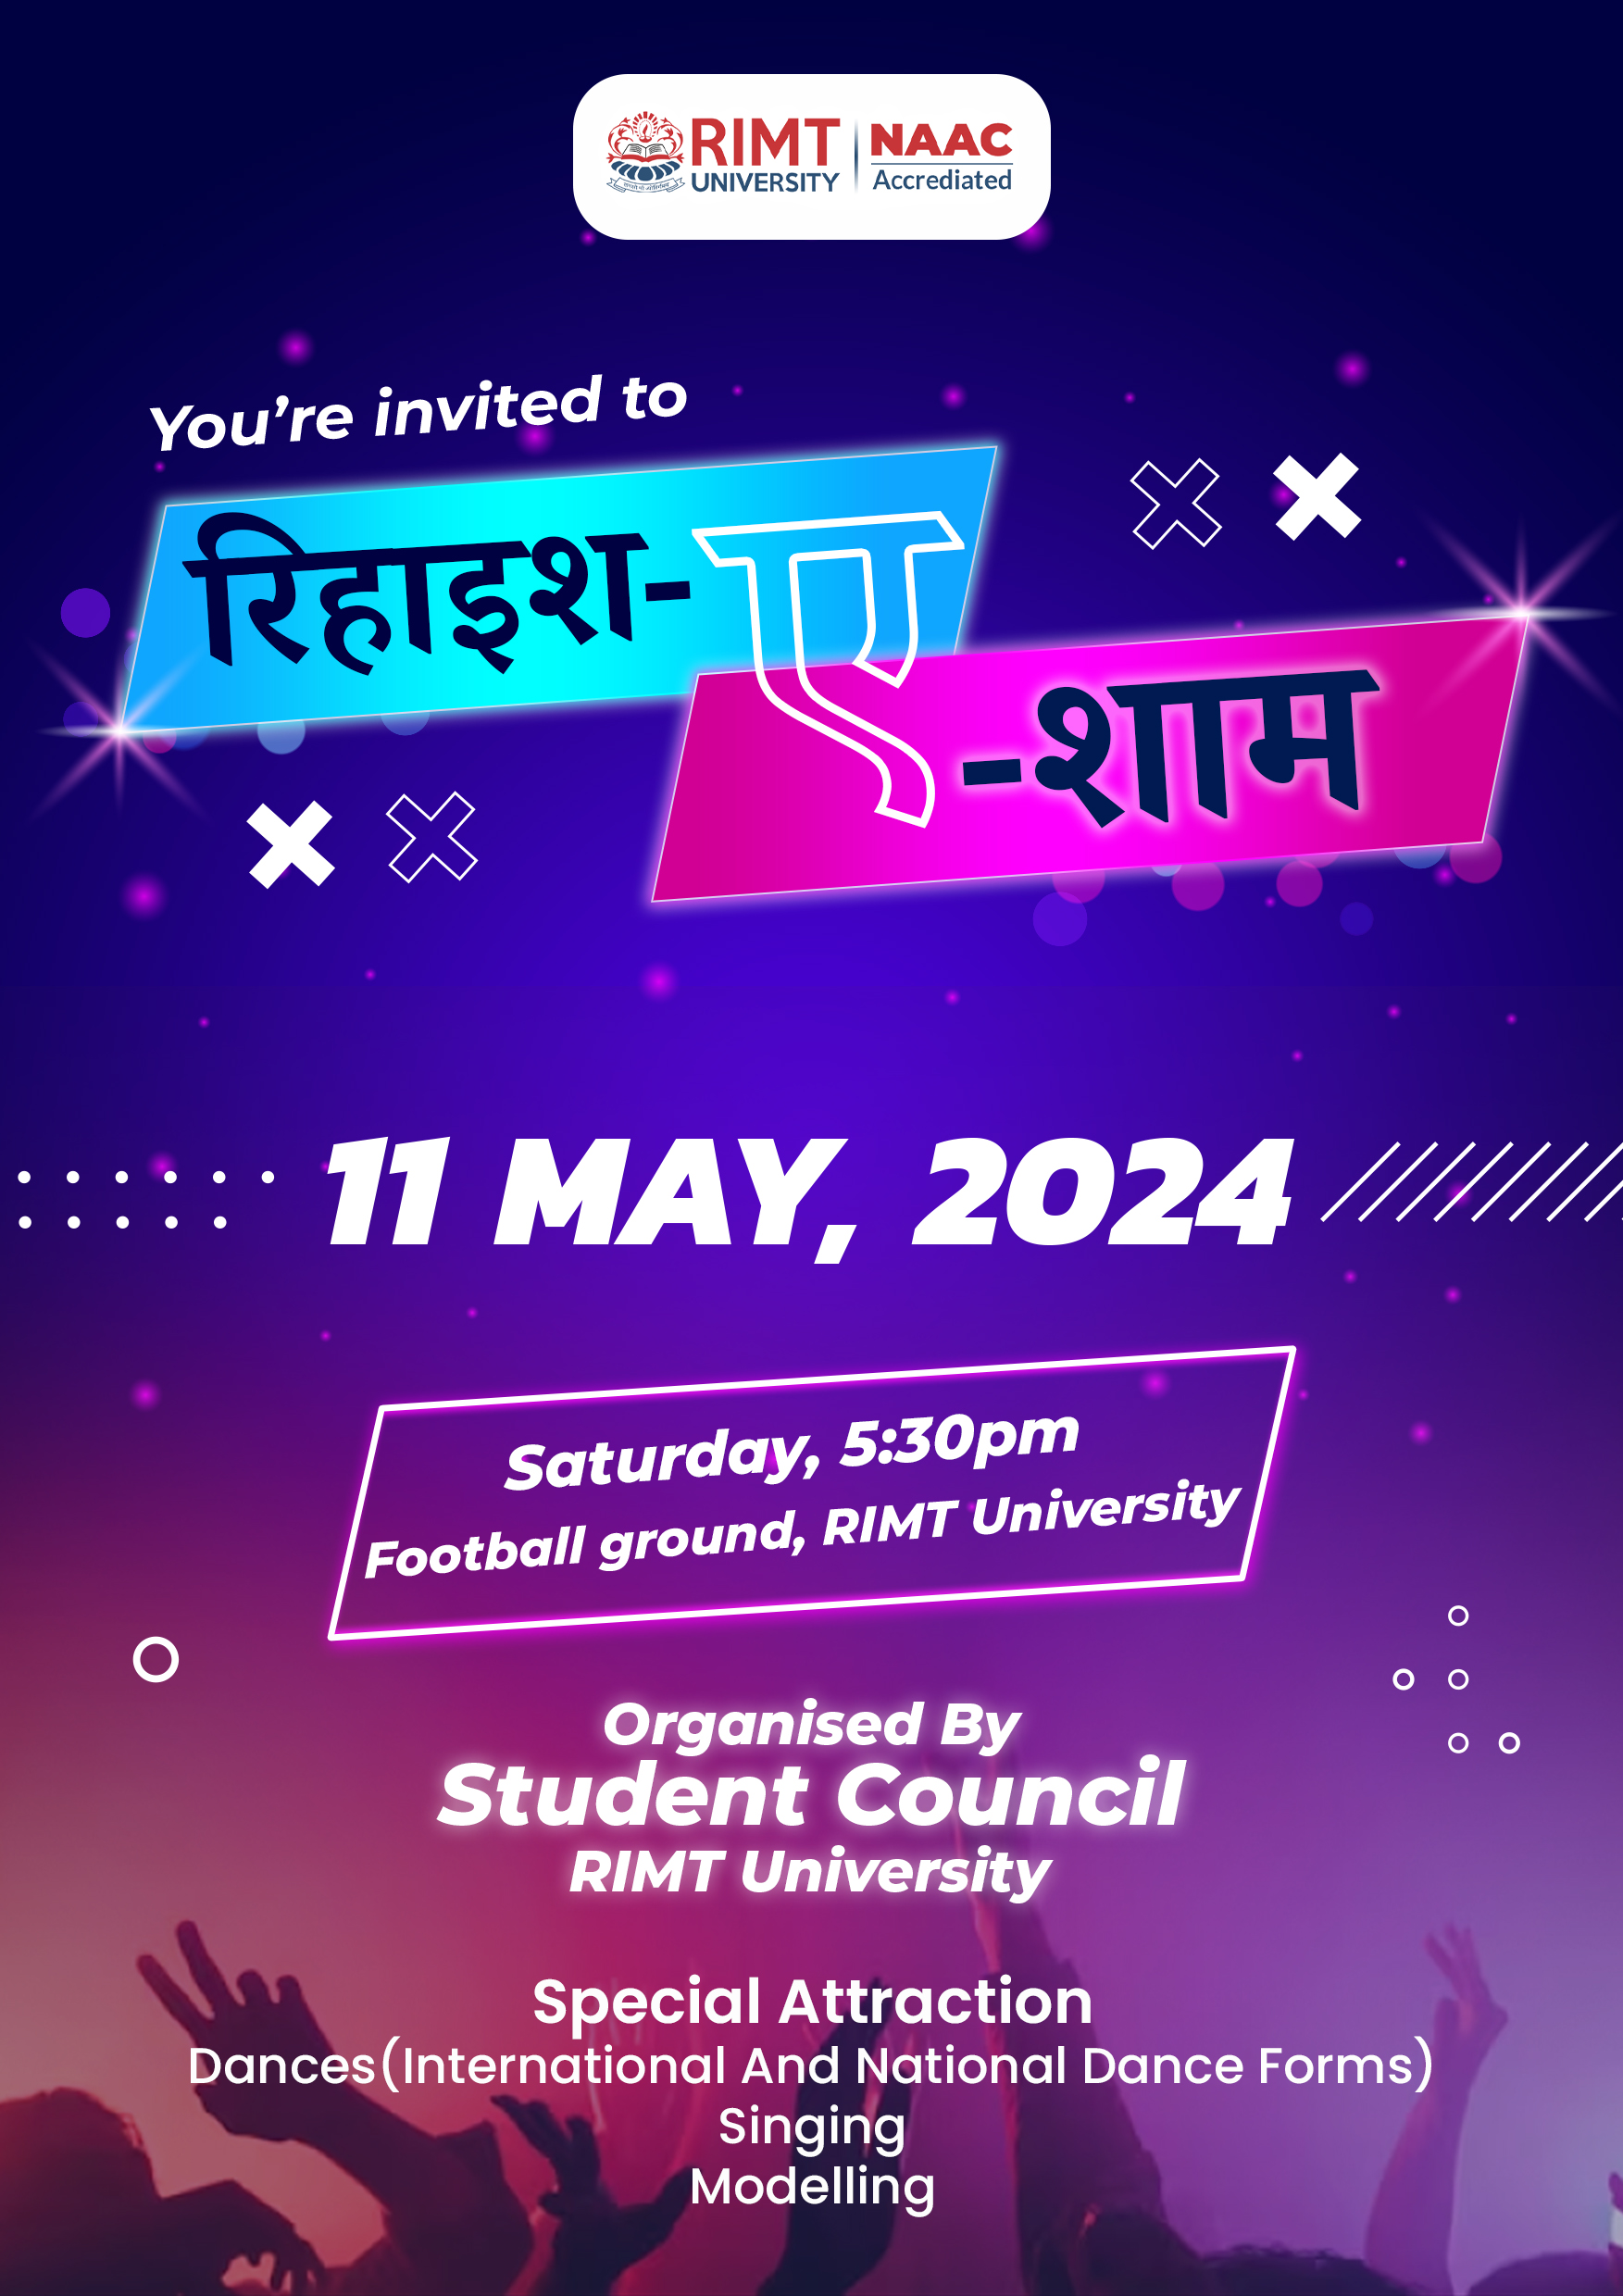 RIMT
UNIVERSITY
NAAC
Accrediated
You're invited to
रिहाइश-ए-शाम
11 MAY, 2024
Saturday, 5:30pm
Football ground, RIMT University
Organised By
Student Council
RIMT University
Special Attraction
Dances(International And National Dance Forms)
Singing
Modelling